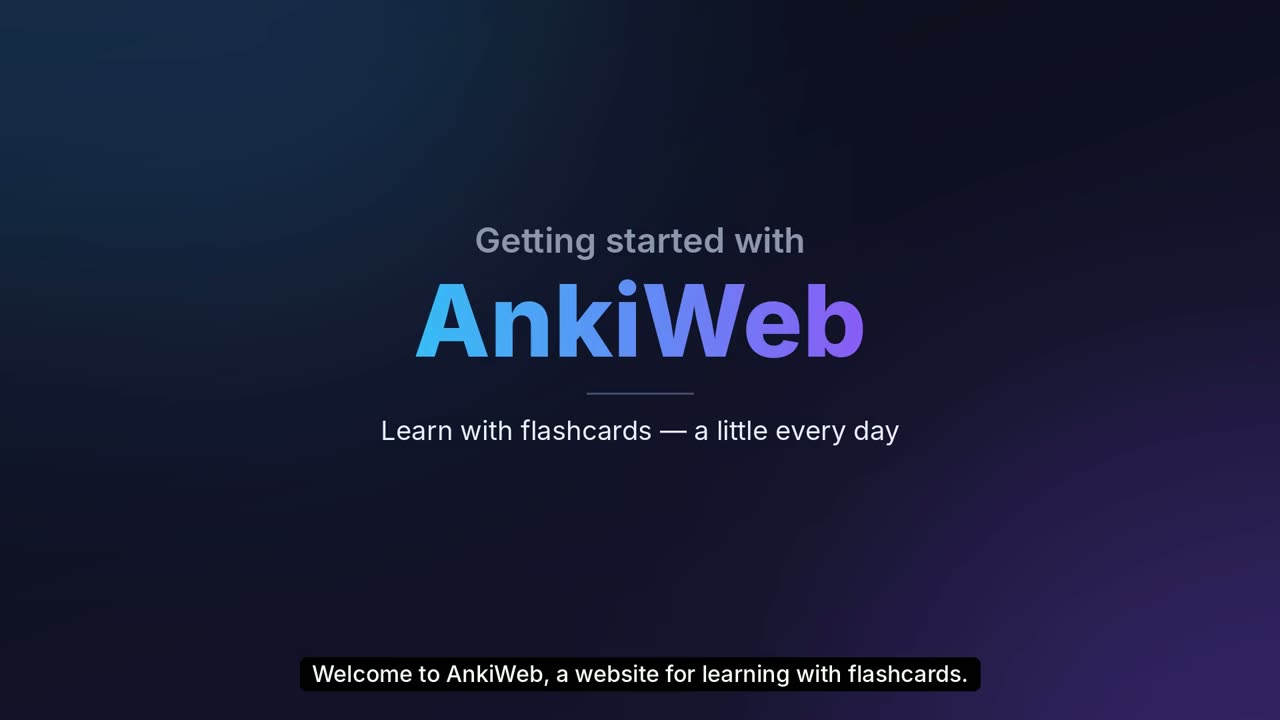 Getting started with
AnkiWeb
Learn with flashcards — a little every day
Welcome to AnkiWeb, a website for learning with flashcards.